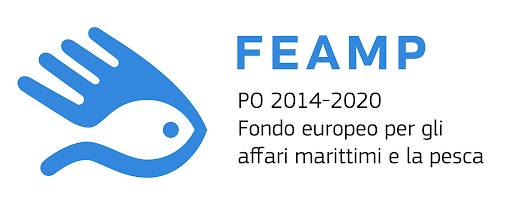 FEAMP
PO 2014-2020
Fondo europeo per gli
affari marittimi e la pesca